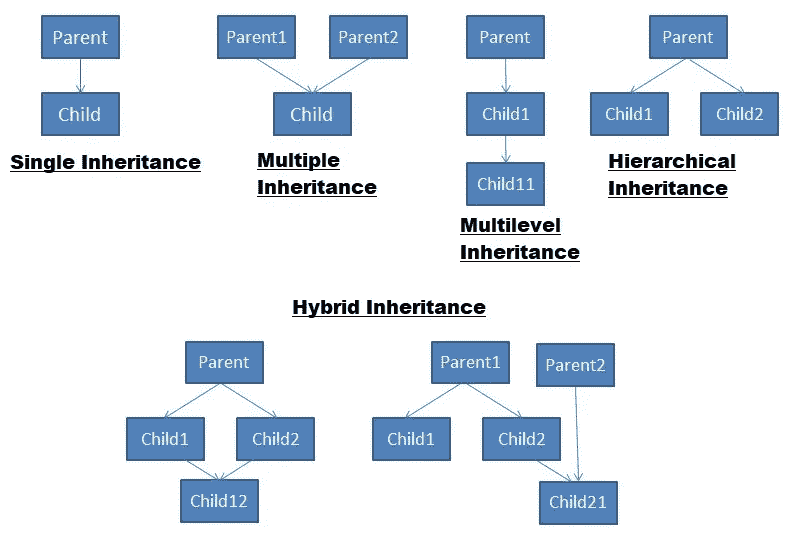 Parent
Child
Single Inheritance
Parent1
Parent2
Child
Multiple
Inheritance
Parent
Child1
Child11
Multilevel
Inheritance
Parent
Child1
Child2
Hierarchical
Inheritance
Hybrid Inheritance
Parent
Child1
Child2
Child12
Parent1
Parent2
Child1
Child2
Child21